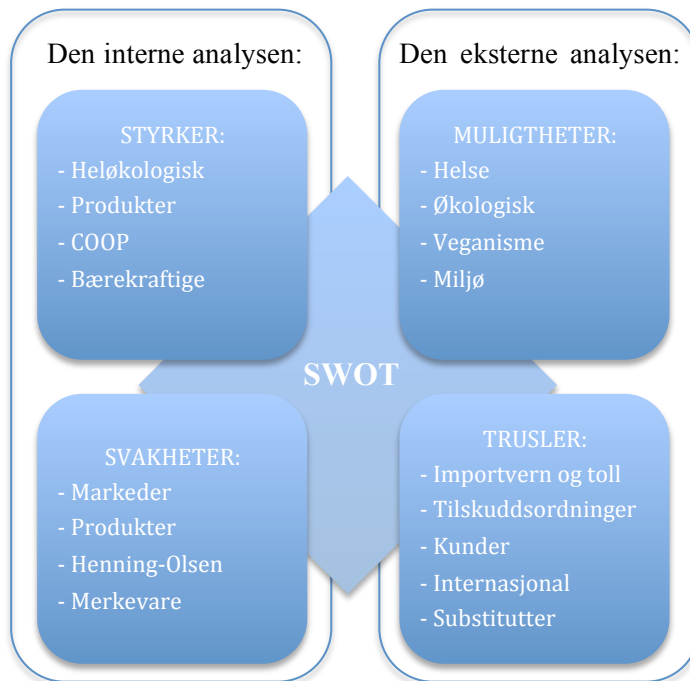 Den interne analysen:
STYRKER:
- Heløkologisk
- Produkter
- COOP
- Bærekraftige
SVAKHETER:
- Markeder
- Produkter
- Henning-Olsen
- Merkevare
SWOT
Den eksterne analysen:
MULIGTHETER:
- Helse
- Økologisk
- Veganisme
- Miljø
TRUSLER:
- Importvern og toll
- Tilskuddsordninger
- Kunder
- Internasjonal
- Substitutter